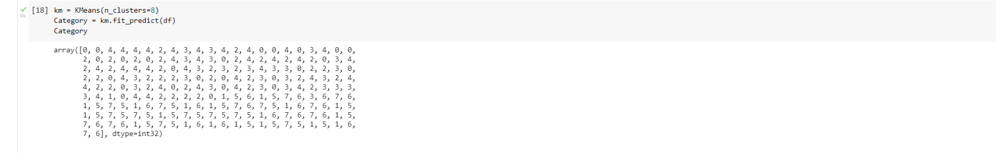 [18] km = KMeans(n_clusters=8)
0s
Category = km.fit_predict(df)
Category
array([0, 0, 4, 4, 4, 4, 2, 4, 3, 4, 3, 4, 2, 4, 0, 0, 4, 0, 3, 4, 0, 0,
2, 0, 2, 0, 2, 0, 2, 4, 3, 4, 3, 0, 2, 4, 2, 4, 2, 4, 2, 0, 3, 4,
2, 4, 2, 4, 4, 4, 2, 0, 4, 3, 2, 3, 2, 3, 4, 3, 3, 0, 2, 2, 3, 0,
2, 2, 0, 4, 3, 2, 2, 2, 3, 0, 2, 0, 4, 2, 3, 0, 3, 2, 4, 3, 2, 4,
4, 2, 2, 0, 3, 2, 4, 0, 2, 4, 3, 0, 4, 2, 3, 0, 3, 4, 2, 3, 3, 3,
3, 4, 1, 0, 4, 4, 2, 2, 2, 2, 0, 1, 5, 6, 1, 5, 7, 6, 3, 6, 7, 6,
1, 5, 7, 5, 1, 6, 7, 5, 1, 6, 1, 5, 7, 6, 7, 5, 1, 6, 7, 6, 1, 5,
1, 5, 7, 5, 7, 5, 1, 5, 7, 5, 7, 5, 7, 5, 1, 6, 7, 6, 7, 6, 1, 5,
7, 6, 7, 6, 1, 5, 7, 5, 1, 6, 1, 6, 1, 5, 1, 5, 7, 5, 1, 5, 1, 6,
7, 6], dtype=int32)